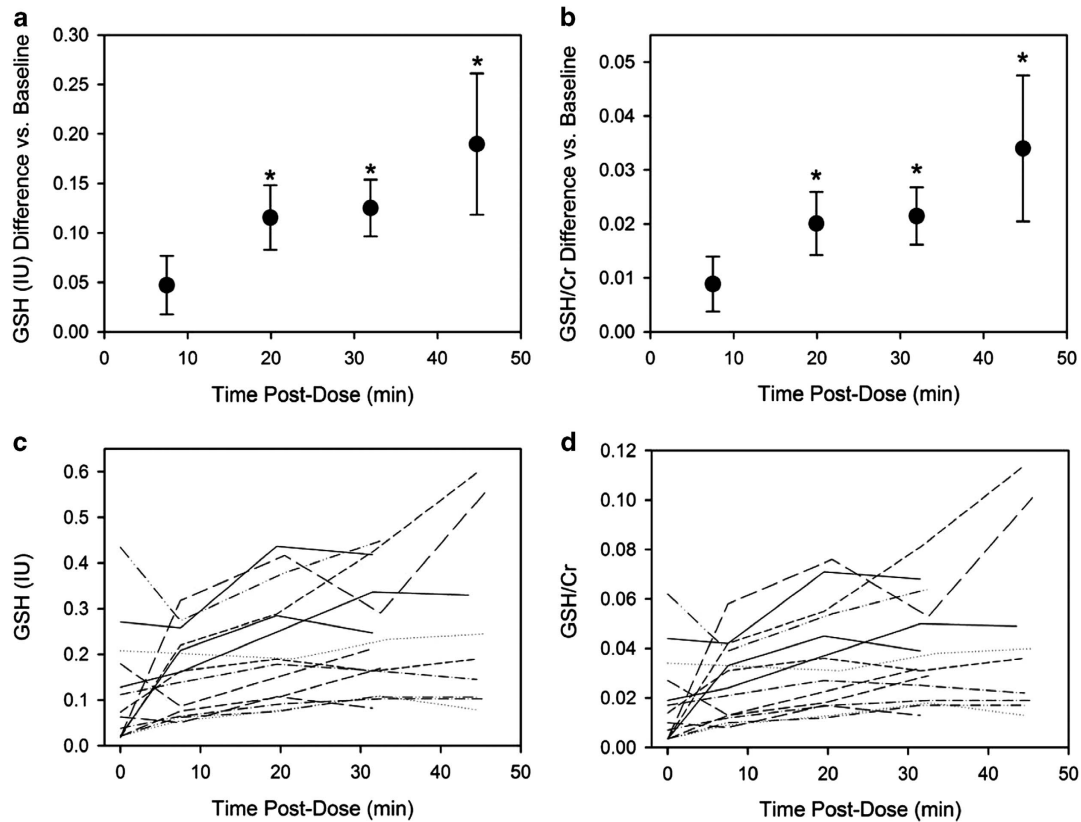 a
GSH (IU) Difference vs. Baseline
0.30
0.25
0.20
0.15
0.10
0.05
0.00
* * * *
0 10 20 30 40 50
Time Post-Dose (min)
b
GSH/Cr Difference vs. Baseline
0.05
0.04
0.03
0.02
0.01
0.00
* * * *
0 10 20 30 40 50
Time Post-Dose (min)
c
GSH (IU)
0.6
0.5
0.4
0.3
0.2
0.1
0.0
0 10 20 30 40 50
Time Post-Dose (min)
d
GSH/Cr
0.12
0.10
0.08
0.06
0.04
0.02
0.00
0 10 20 30 40 50
Time Post-Dose (min)